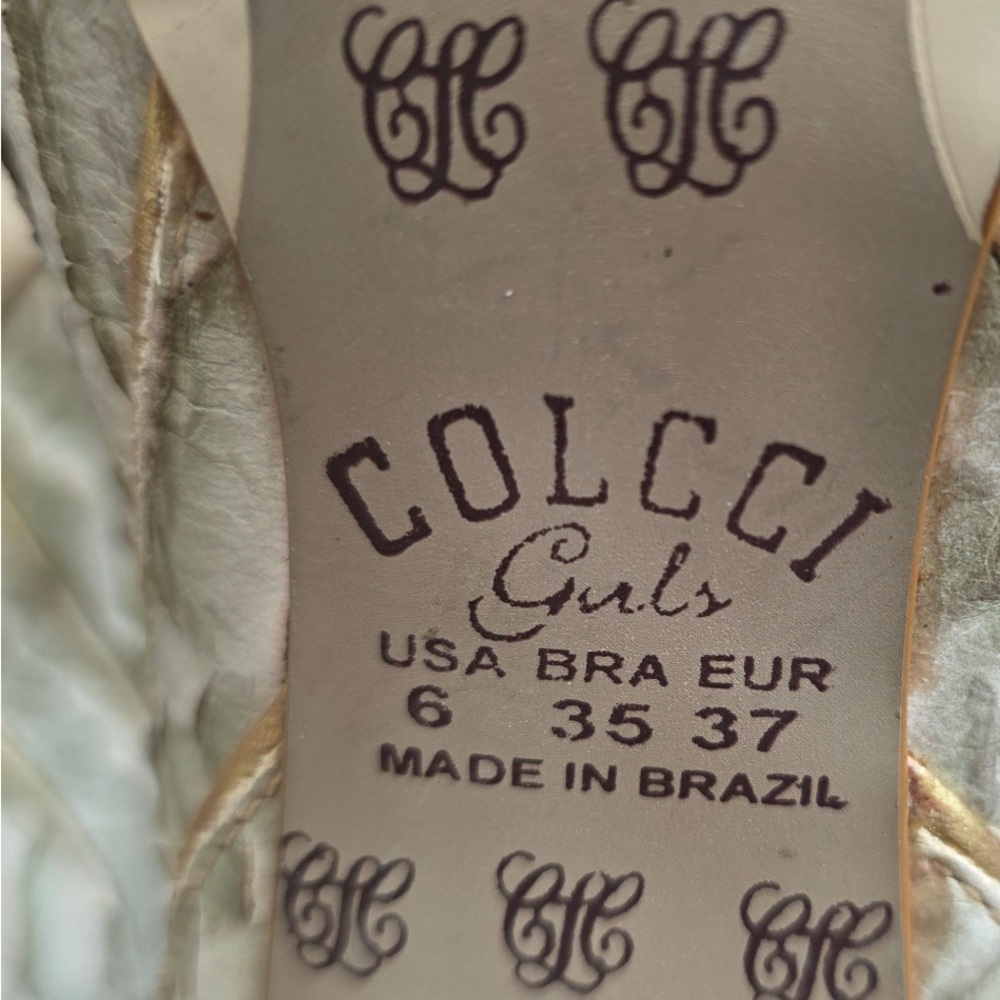 COLCCI
Girls
USA BRA EUR
6 35 37
MADE IN BRAZIL